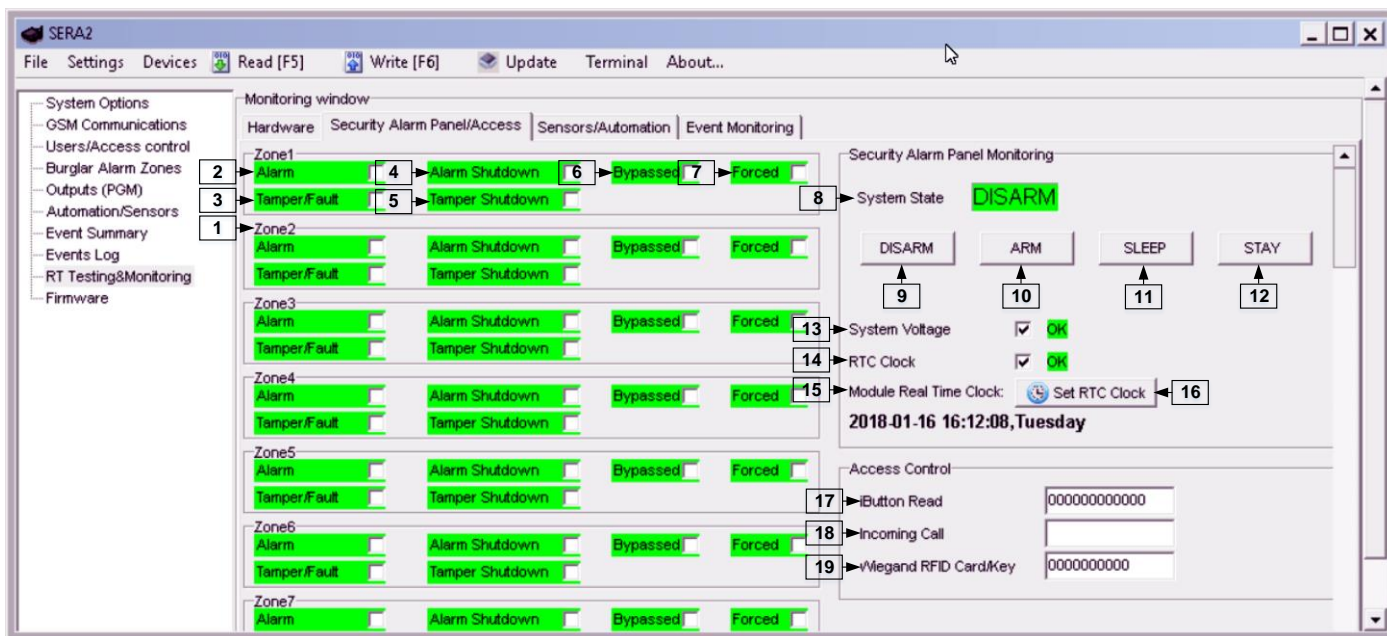 SERA2
File Settings Devices Read [F5] Write [F6] Update Terminal About...
System Options
GSM Communications
Users/Access control
Burglar Alarm Zones
Outputs (PGM)
Automation/Sensors
Event Summary
Events Log
RT Testing&Monitoring
Firmware
Monitoring window
Hardware Security Alarm Panel/Access Sensors/Automation Event Monitoring
Zone1
2 Alarm 4 Alarm Shutdown 6 Bypassed 7 Forced
3 Tamper/Fault 5 Tamper Shutdown
1 Zone2
Alarm Alarm Shutdown Bypassed Forced
Tamper/Fault Tamper Shutdown
Zone3
Alarm Alarm Shutdown Bypassed Forced
Tamper/Fault Tamper Shutdown
Zone4
Alarm Alarm Shutdown Bypassed Forced
Tamper/Fault Tamper Shutdown
Zone5
Alarm Alarm Shutdown Bypassed Forced
Tamper/Fault Tamper Shutdown
Zone6
Alarm Alarm Shutdown Bypassed Forced
Tamper/Fault Tamper Shutdown
Zone7
Alarm Alarm Shutdown Bypassed Forced
Security Alarm Panel Monitoring
8 System State DISARM
DISARM ARM SLEEP STAY
9 10 11 12
13 System Voltage OK
14 RTC Clock OK
15 Module Real Time Clock: Set RTC Clock 16
2018-01-16 16:12:08,Tuesday
Access Control
17 iButton Read 000000000000
18 Incoming Call
19 Wiegand RFID Card/Key 0000000000